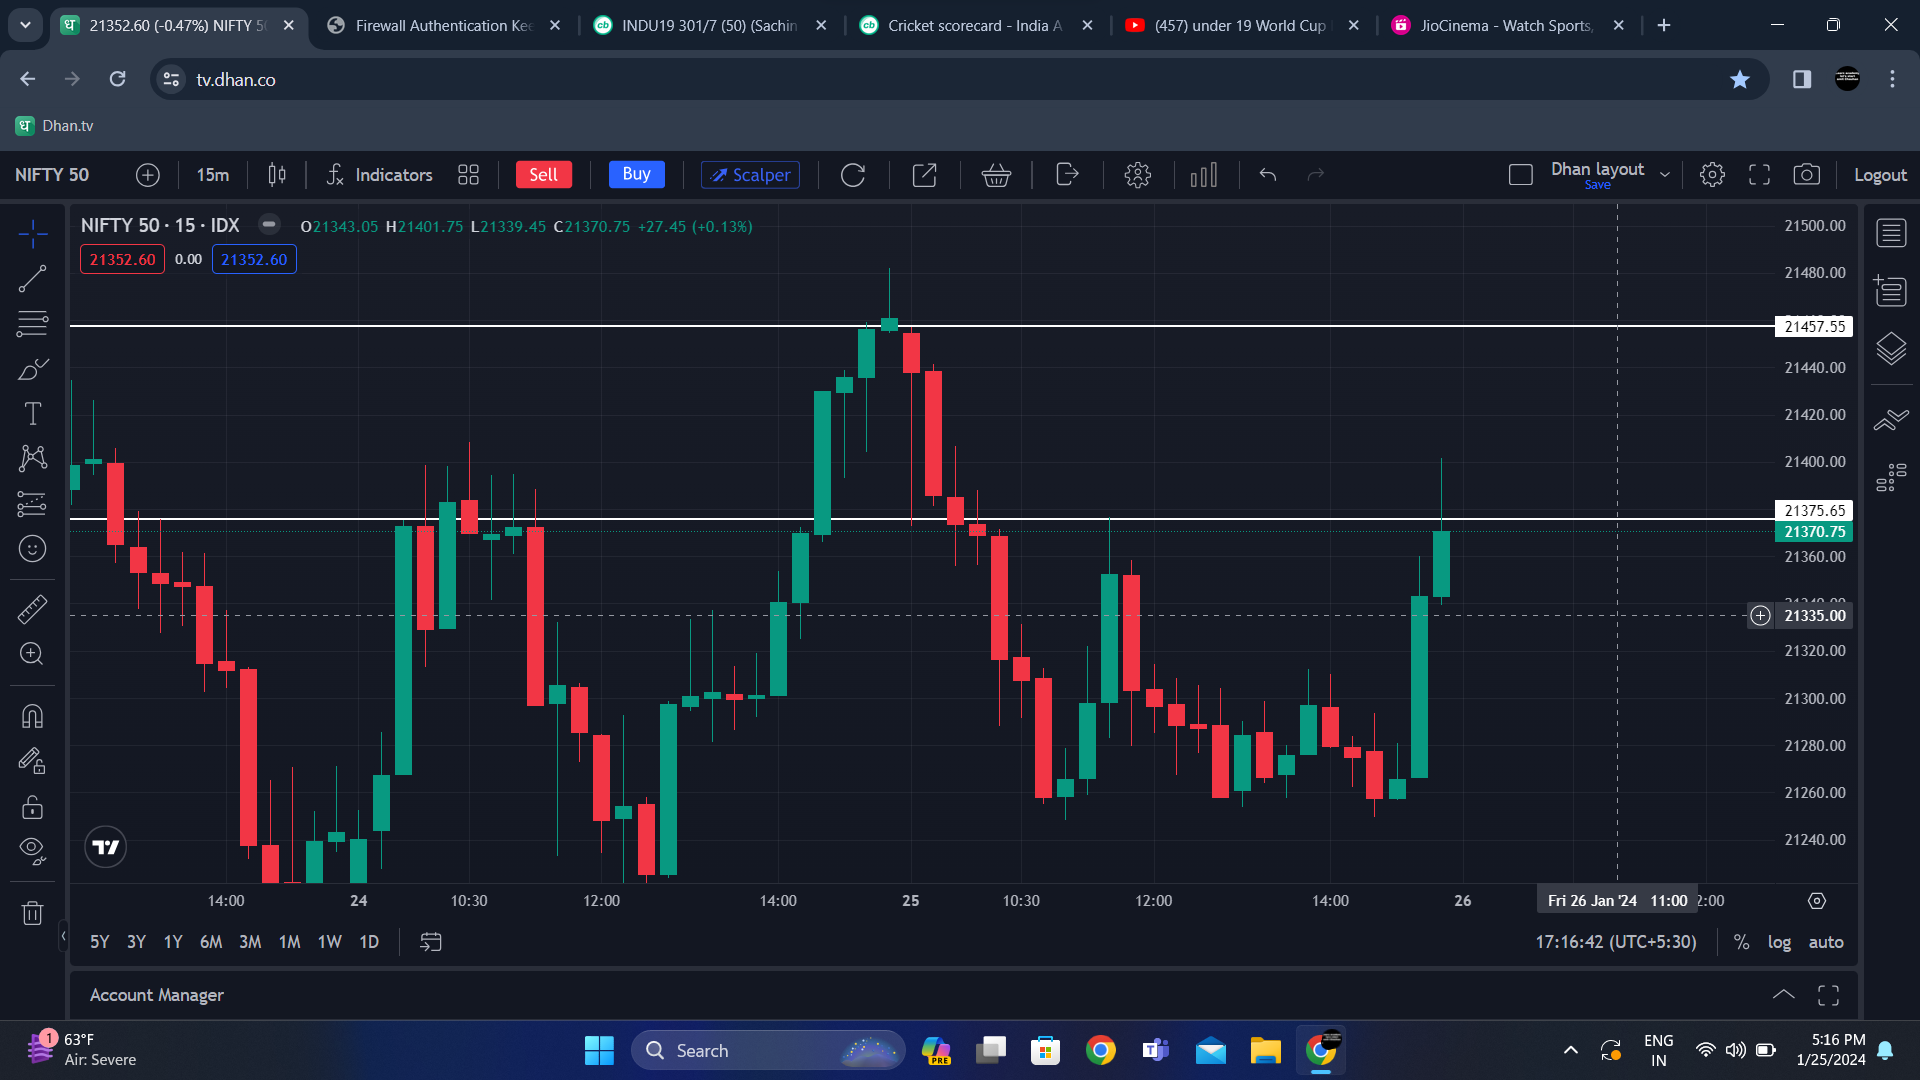 21352.60 (-0.47%) NIFTY 50
Firewall Authentication Kee
INDU19 301/7 (50) (Sachin
Cricket scorecard - India A
(457) under 19 World Cup
JioCinema - Watch Sports,
tv.dhan.co
Dhan.tv
NIFTY 50
15m
Indicators
Sell
Buy
Scalper
Dhan layout
Save
Logout
NIFTY 50 · 15 · IDX
O21343.05 H21401.75 L21339.45 C21370.75 +27.45 (+0.13%)
21352.60 0.00 21352.60
21500.00
21480.00
21457.55
21440.00
21420.00
21400.00
21375.65
21370.75
21360.00
21335.00
21320.00
21300.00
21280.00
21260.00
21240.00
14:00 24 10:30 12:00 14:00 25 10:30 12:00 14:00 26 Fri 26 Jan '24 11:00 2:00
5Y 3Y 1Y 6M 3M 1M 1W 1D
17:16:42 (UTC+5:30) % log auto
Account Manager
1
63°F
Air: Severe
Search
PRE
ENG
IN
5:16 PM
1/25/2024